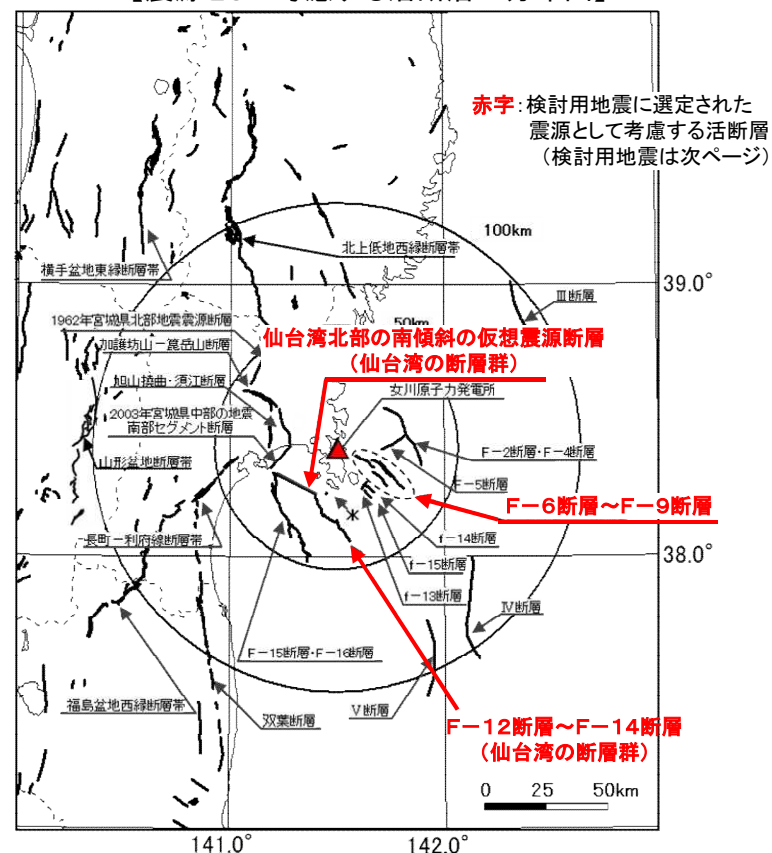 赤字:検討用地震に選定された
震源として考慮する活断層
(検討用地震は次ページ)
100km
北上低地西縁断層帯
横手盆地東縁断層帯
39.0°
Ⅲ断層
1962年宮城県北部地震震源断層
50km
仙台湾北部の南傾斜の仮想震源断層
(仙台湾の断層群)
加護坊山-箟岳山断層
旭山撓曲・須江断層
女川原子力発電所
2003年宮城県中部の地震
南部セグメント断層
F-2断層・F-4断層
山形盆地断層帯
F-5断層
F-6断層~F-9断層
長町-利府線断層帯
f-14断層
38.0°
f-15断層
f-13断層
Ⅳ断層
F-15断層・F-16断層
福島盆地西縁断層帯
双葉断層
Ⅴ断層
F-12断層~F-14断層
(仙台湾の断層群)
0 25 50km
141.0° 142.0°